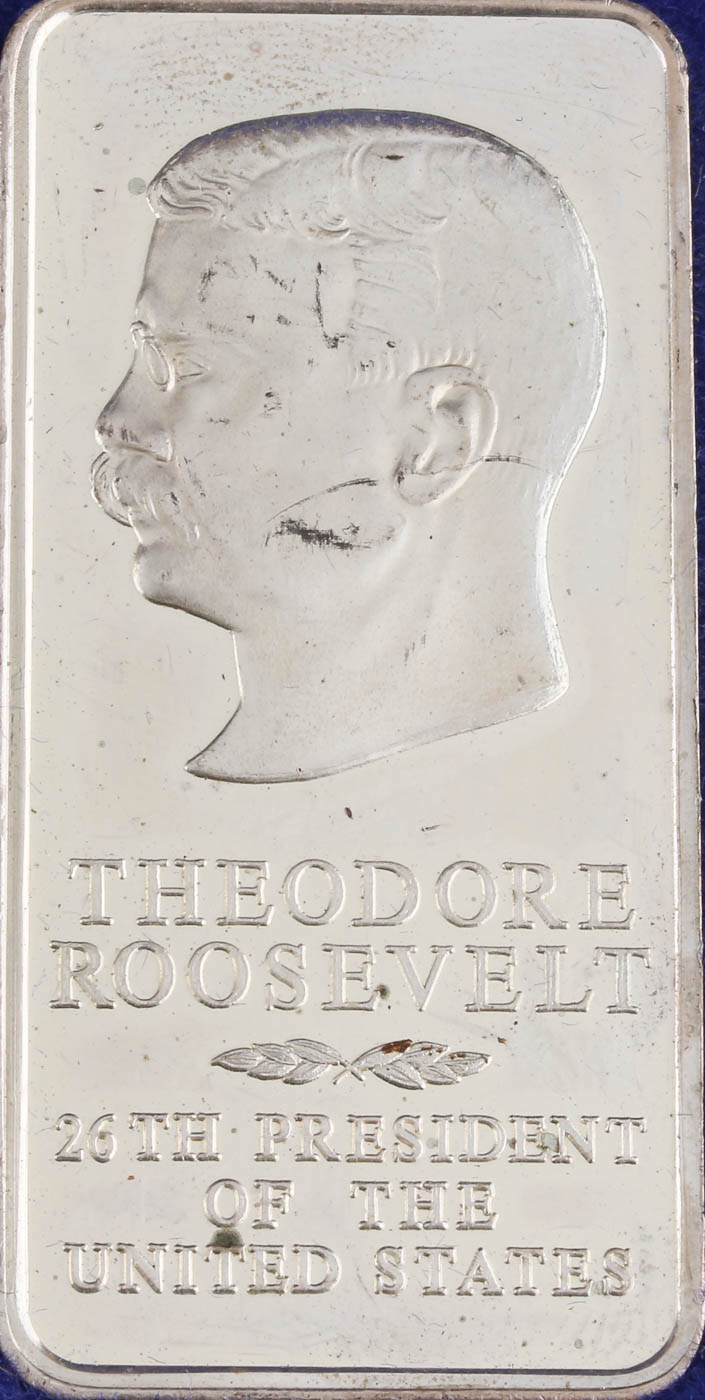 THEODORE
ROOSEVELT
26TH PRESIDENT
OF THE
UNITED STATES